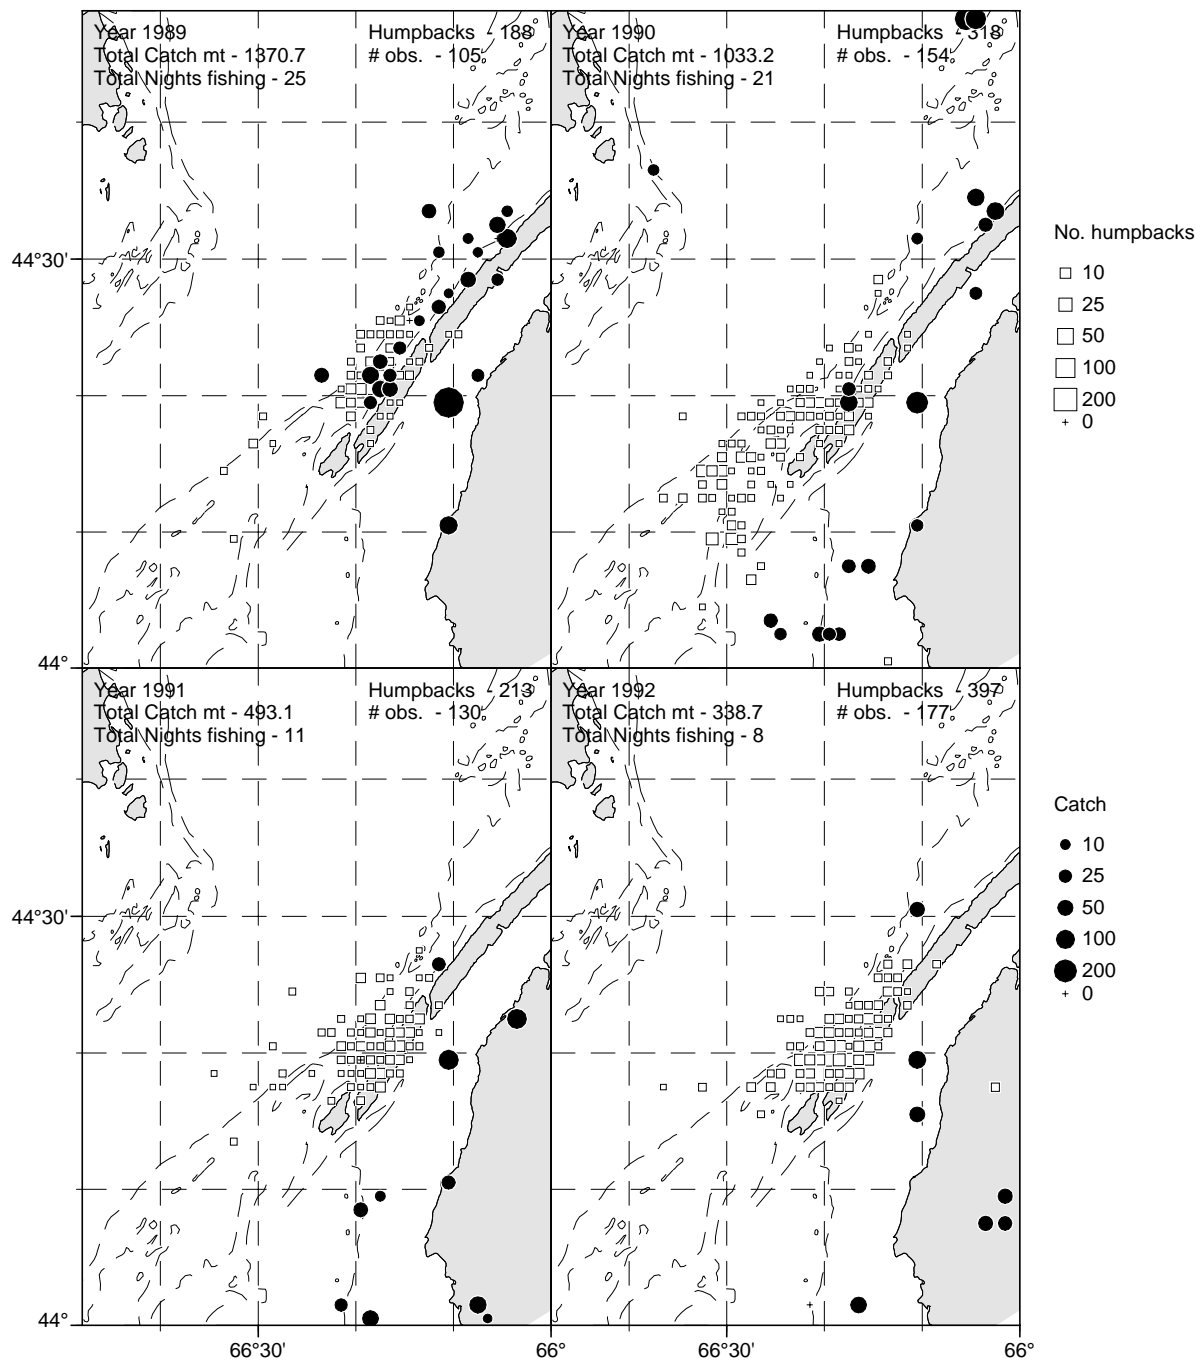 Year 1989 Humpbacks - 188
Total Catch mt - 1370.7 # obs. - 105
Total Nights fishing - 25
Year 1990 Humpbacks - 318
Total Catch mt - 1033.2 # obs. - 154
Total Nights fishing - 21
44°30'
44°
No. humpbacks
10
25
50
100
200
+ 0
Year 1991 Humpbacks - 213
Total Catch mt - 493.1 # obs. - 130
Total Nights fishing - 11
Year 1992 Humpbacks - 397
Total Catch mt - 338.7 # obs. - 177
Total Nights fishing - 8
44°30'
44°
Catch
10
25
50
100
200
+ 0
66°30' 66° 66°30' 66°